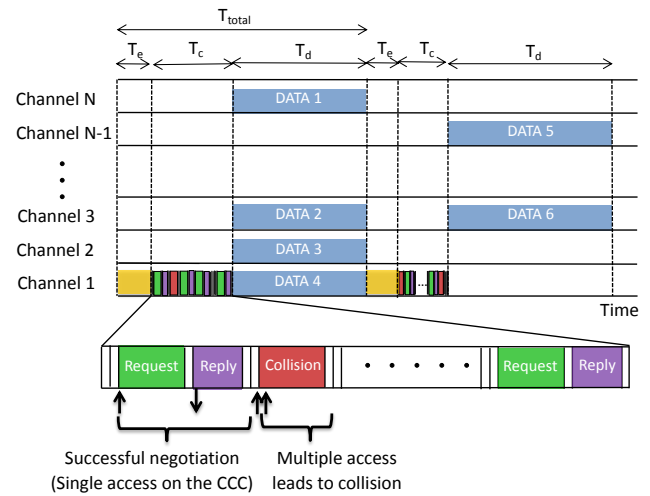 T_total
T_e T_c T_d T_e T_c T_d
Channel N DATA 1
Channel N-1 DATA 5
Channel 3 DATA 2 DATA 6
Channel 2 DATA 3
Channel 1 DATA 4 ...
Time
Request Reply Collision Request Reply
Successful negotiation
(Single access on the CCC)
Multiple access
leads to collision